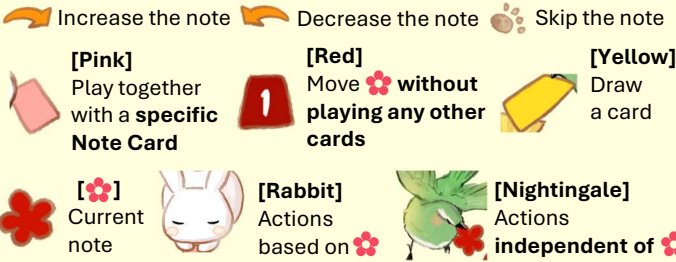 Increase the note
Decrease the note
Skip the note
[Pink]
Play together
with a specific
Note Card
1
[Red]
Move without
playing any other
cards
[Yellow]
Draw
a card
[ ]
Current
note
[Rabbit]
Actions
based on
[Nightingale]
Actions
independent of